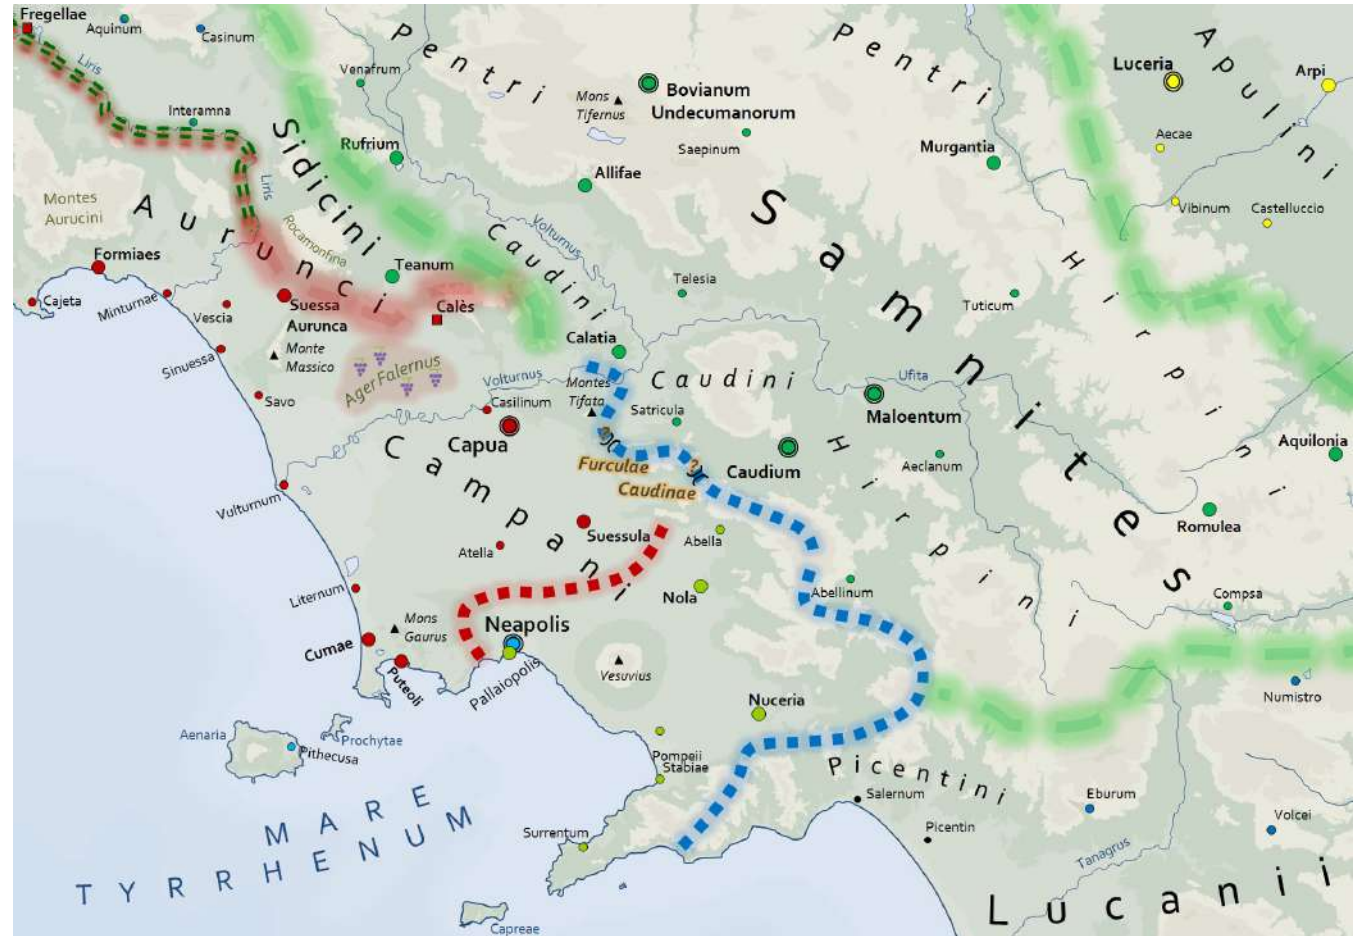 Fregellae
Aquinum
Casinum
Liris
Interamna
Venafrum
Pentri
Mons
Tifernus
Bovianum
Undecumanorum
Saepinum
Pentri
Luceria
Apulini
Arpi
Aecae
Vibinum
Castelluccio
Murgantia
Rufrium
Sidicini
Allifae
Samnites
Montes
Aurucini
Aurunci
Liris
Rocamonfina
Teanum
Caudini
Volturnus
Telesia
Tuticum
Hirpini
Formiaes
Cajeta
Minturnae
Vescia
Suessa
Aurunca
Calès
Monte
Massico
Sinuessa
Ager Falernus
Savo
Calatia
Volturnus
Montes
Tifata
Casilinum
Capua
Satricula
Caudini
Ufita
Maloentum
Caudium
Hirpini
Aeclanum
Aquilonia
Romulea
Campani
Furculae
Caudinae
?
?
Vulturnum
Suessula
Atella
Abella
Liternum
Nola
Abellinum
Compsa
Mons
Gaurus
Cumae
Puteoli
Neapolis
Pallaiopolis
Vesuvius
Nuceria
Numistro
Aenaria
Prochytae
Pithecusa
Pompeii
Stabiae
Picentini
Salernum
Picentin
Eburum
Volcei
Tanagrus
Surrentum
MARE
TYRRHENUM
Capreae
Lucanii